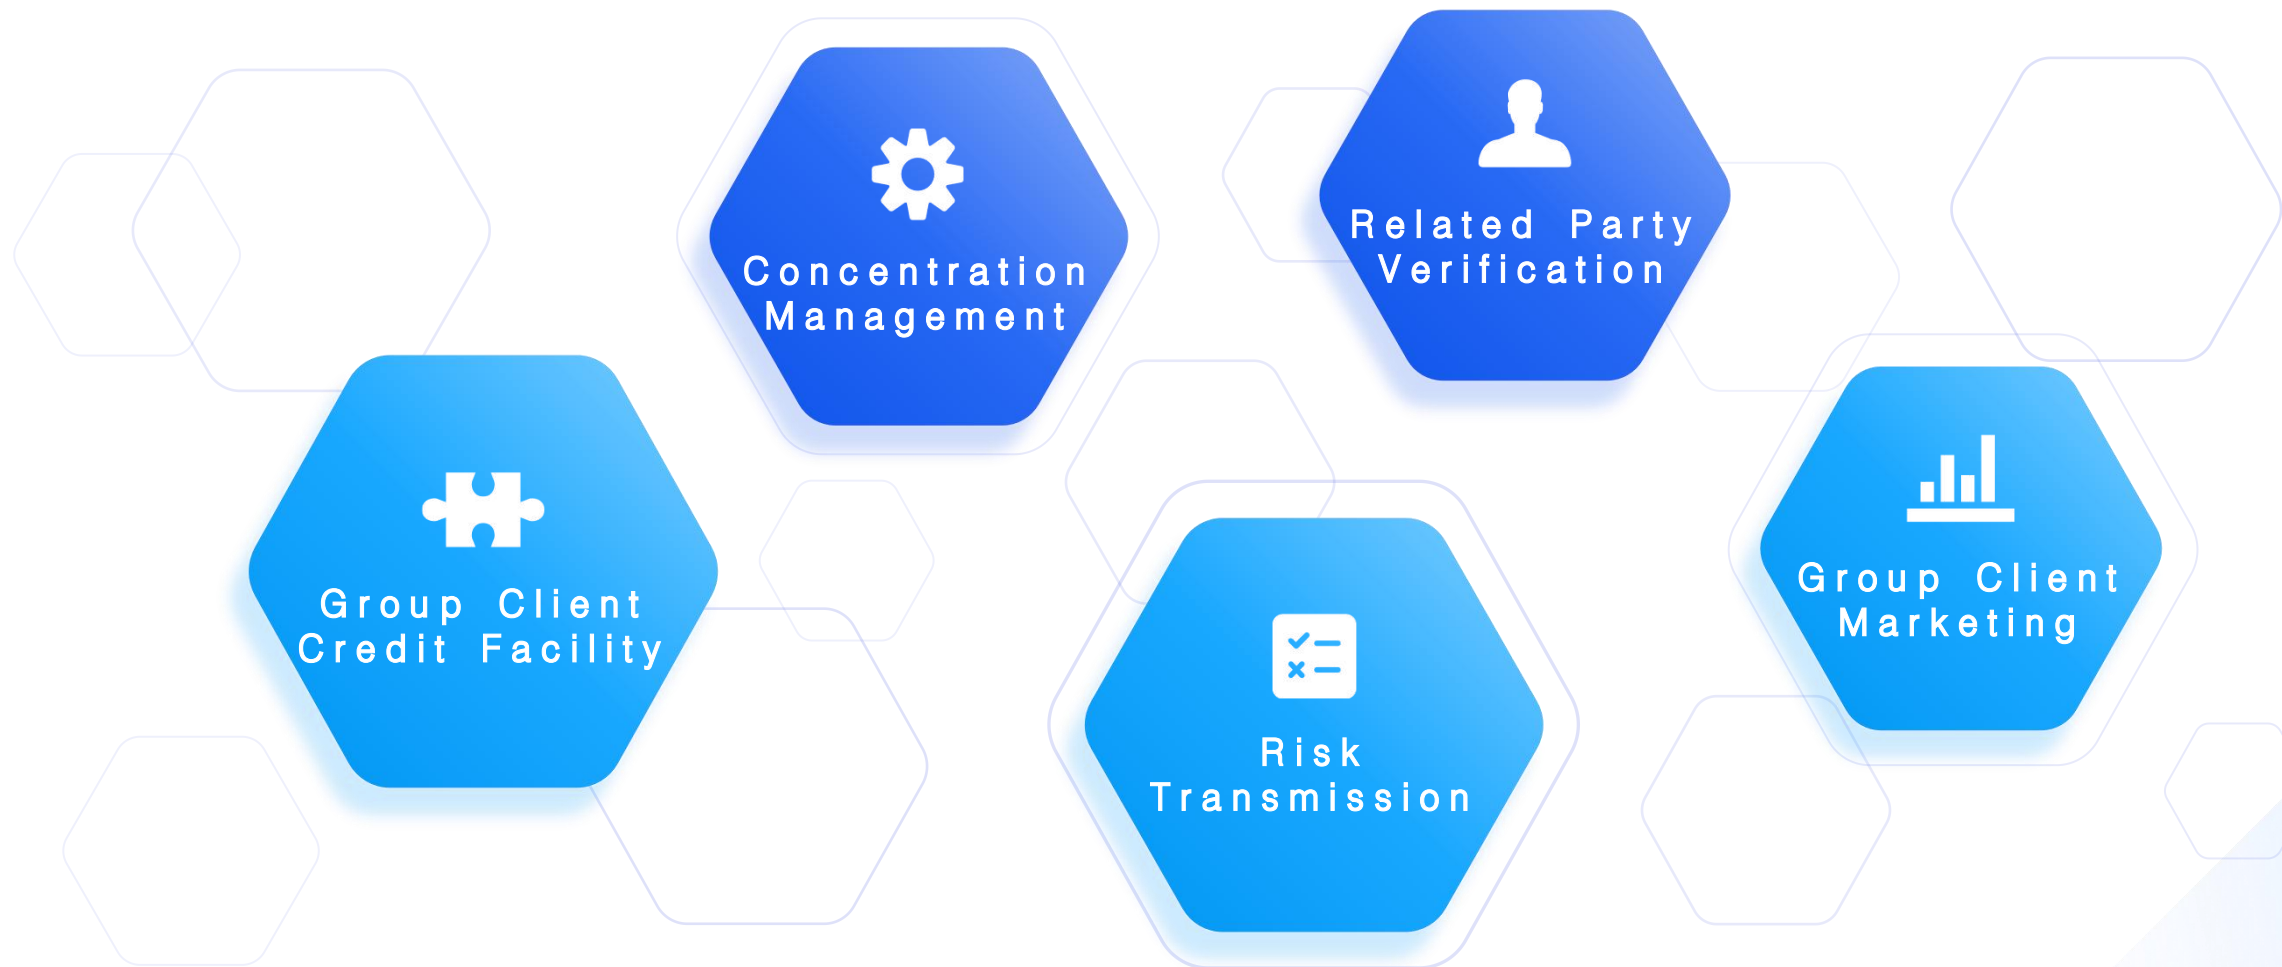 Concentration
Management
Related Party
Verification
Group Client
Credit Facility
Risk
Transmission
Group Client
Marketing